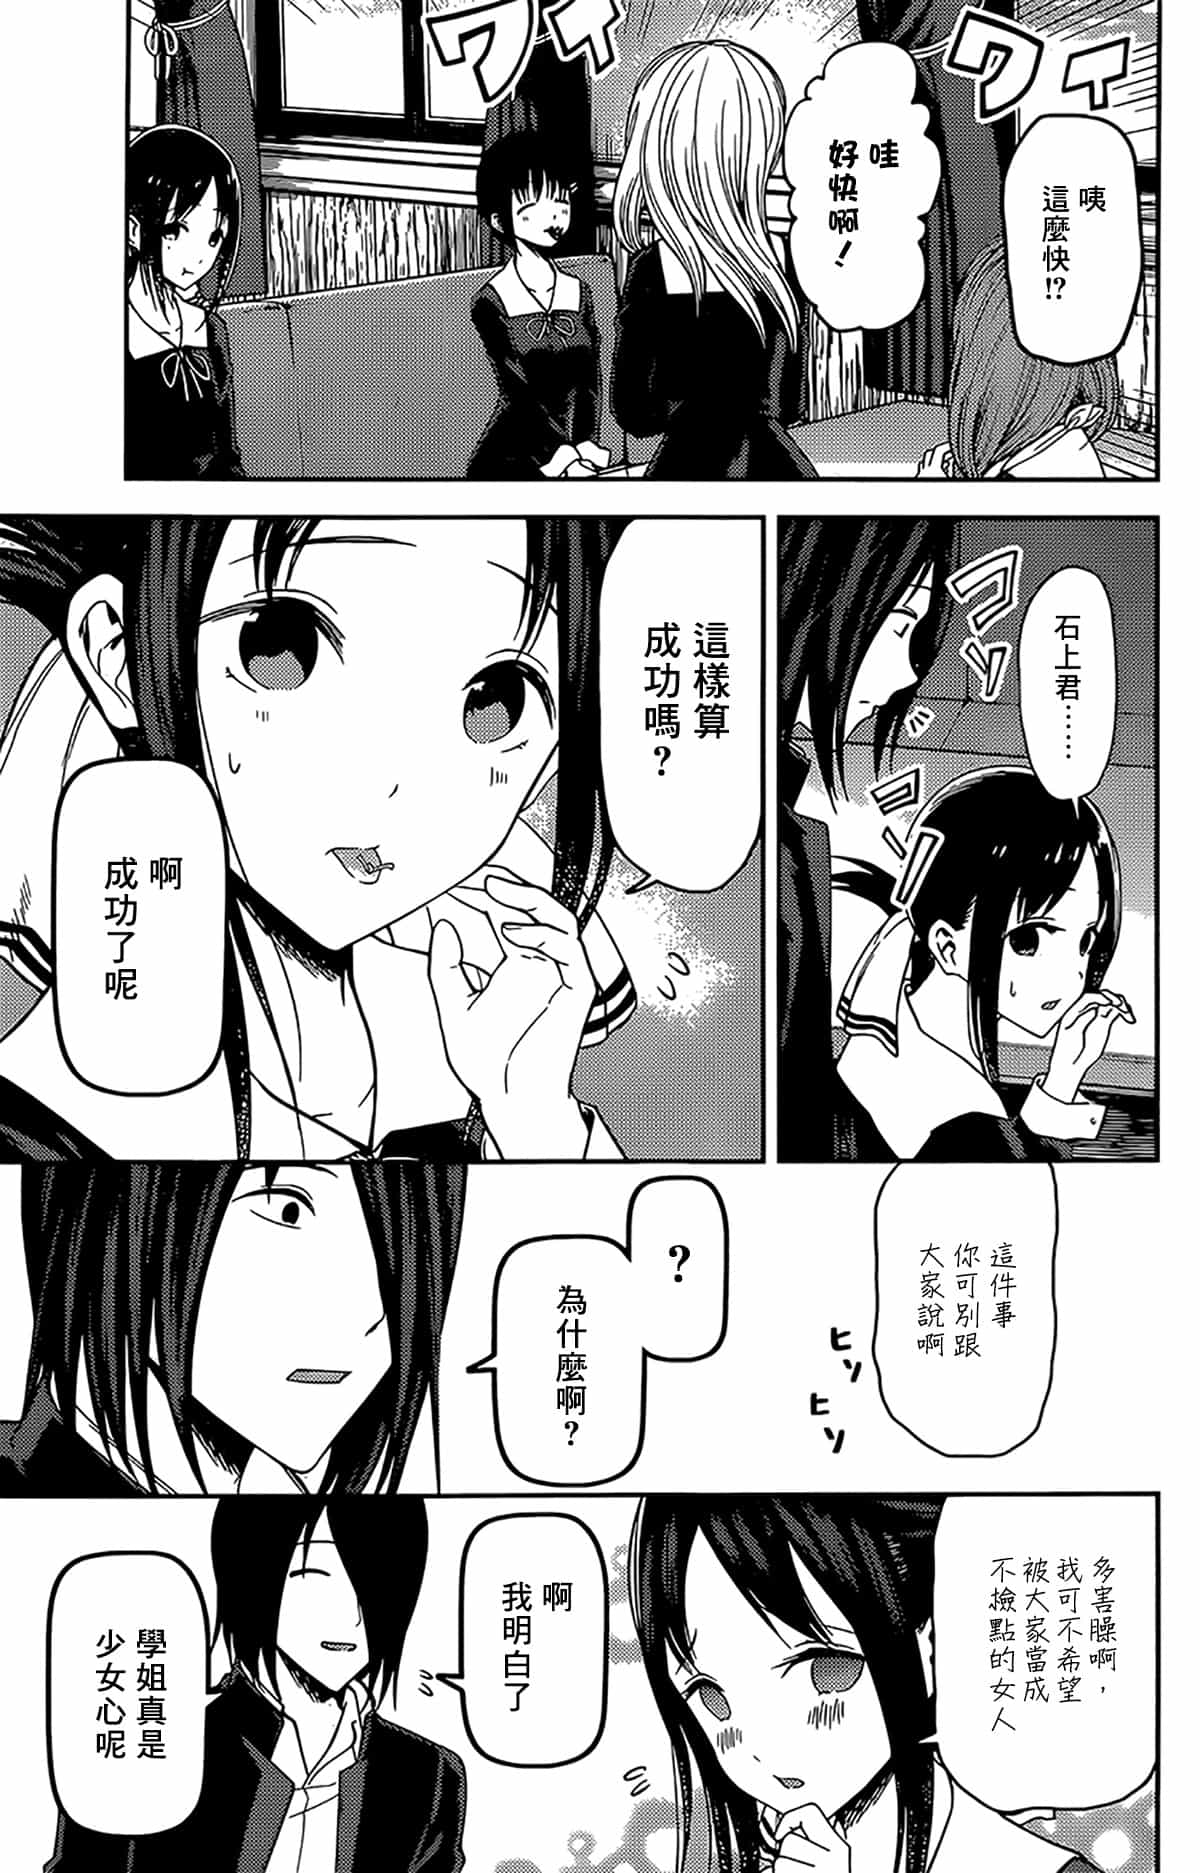 咦
這麼快!?
哇
好快啊！
ワイ
ワイ
石上君……
コソ
コソ
這樣算
成功嗎？
啊
成功了呢
這件事
你可別跟
大家說啊
ヒソ
ヒソ
？
為什麼啊？
多害臊啊，
我可不希望
被大家當成
不撿點的女人
啊
我明白了
學姐真是
少女心呢